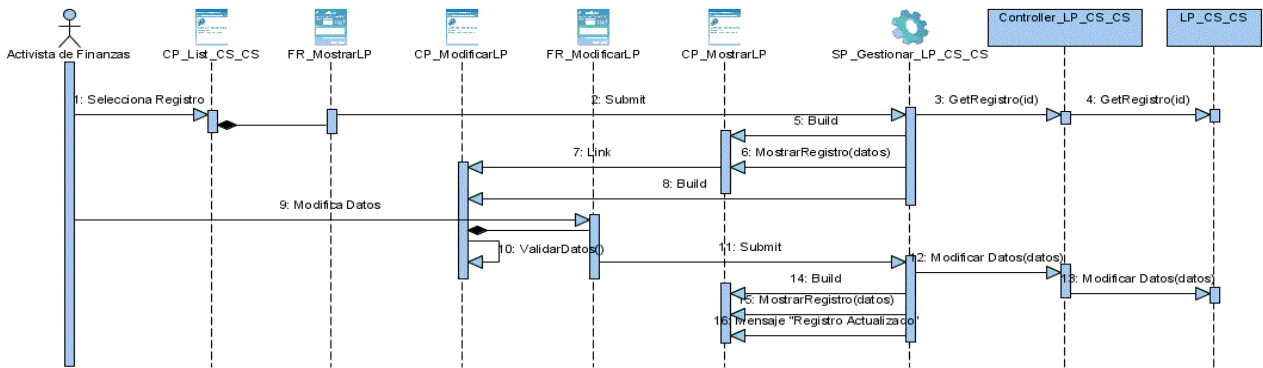 Activista de Finanzas
CP_List_CS_CS
FR_MostrarLP
CP_ModificarLP
FR_ModificarLP
CP_MostrarLP
SP_Gestionar_LP_CS_CS
Controller_LP_CS_CS
LP_CS_CS
1: Selecciona Registro
2: Submit
3: GetRegistro(id)
4: GetRegistro(id)
5: Build
6: MostrarRegistro(datos)
7: Link
8: Build
9: Modifica Datos
10: ValidarDatos()
11: Submit
12: Modificar Datos(datos)
13: Modificar Datos(datos)
14: Build
15: MostrarRegistro(datos)
16: Mensaje "Registro Actualizado"